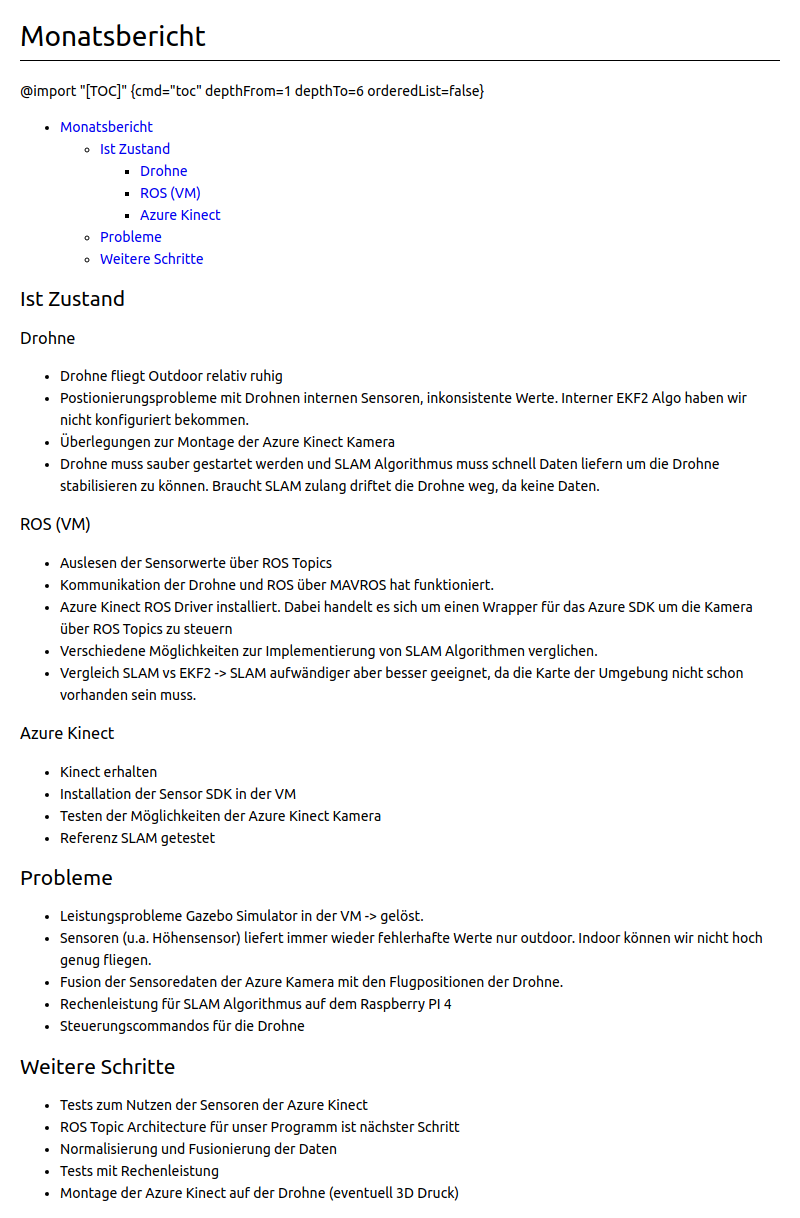 Monatsbericht
@import "[TOC]" {cmd="toc" depthFrom=1 depthTo=6 orderedList=false}
Monatsbericht
Ist Zustand
Drohne
ROS (VM)
Azure Kinect
Probleme
Weitere Schritte
Ist Zustand
Drohne
Drohne fliegt Outdoor relativ ruhig
Postionierungsprobleme mit Drohnen internen Sensoren, inkonsistente Werte. Interner EKF2 Algo haben wir
nicht konfiguriert bekommen.
Überlegungen zur Montage der Azure Kinect Kamera
Drohne muss sauber gestartet werden und SLAM Algorithmus muss schnell Daten liefern um die Drohne
stabilisieren zu können. Braucht SLAM zulang driftet die Drohne weg, da keine Daten.
ROS (VM)
Auslesen der Sensorwerte über ROS Topics
Kommunikation der Drohne und ROS über MAVROS hat funktioniert.
Azure Kinect ROS Driver installiert. Dabei handelt es sich um einen Wrapper für das Azure SDK um die Kamera
über ROS Topics zu steuern
Verschiedene Möglichkeiten zur Implementierung von SLAM Algorithmen verglichen.
Vergleich SLAM vs EKF2 -> SLAM aufwändiger aber besser geeignet, da die Karte der Umgebung nicht schon
vorhanden sein muss.
Azure Kinect
Kinect erhalten
Installation der Sensor SDK in der VM
Testen der Möglichkeiten der Azure Kinect Kamera
Referenz SLAM getestet
Probleme
Leistungsprobleme Gazebo Simulator in der VM -> gelöst.
Sensoren (u.a. Höhensensor) liefert immer wieder fehlerhafte Werte nur outdoor. Indoor können wir nicht hoch
genug fliegen.
Fusion der Sensoredaten der Azure Kamera mit den Flugpositionen der Drohne.
Rechenleistung für SLAM Algorithmus auf dem Raspberry PI 4
Steuerungscommandos für die Drohne
Weitere Schritte
Tests zum Nutzen der Sensoren der Azure Kinect
ROS Topic Architecture für unser Programm ist nächster Schritt
Normalisierung und Fusionierung der Daten
Tests mit Rechenleistung
Montage der Azure Kinect auf der Drohne (eventuell 3D Druck)